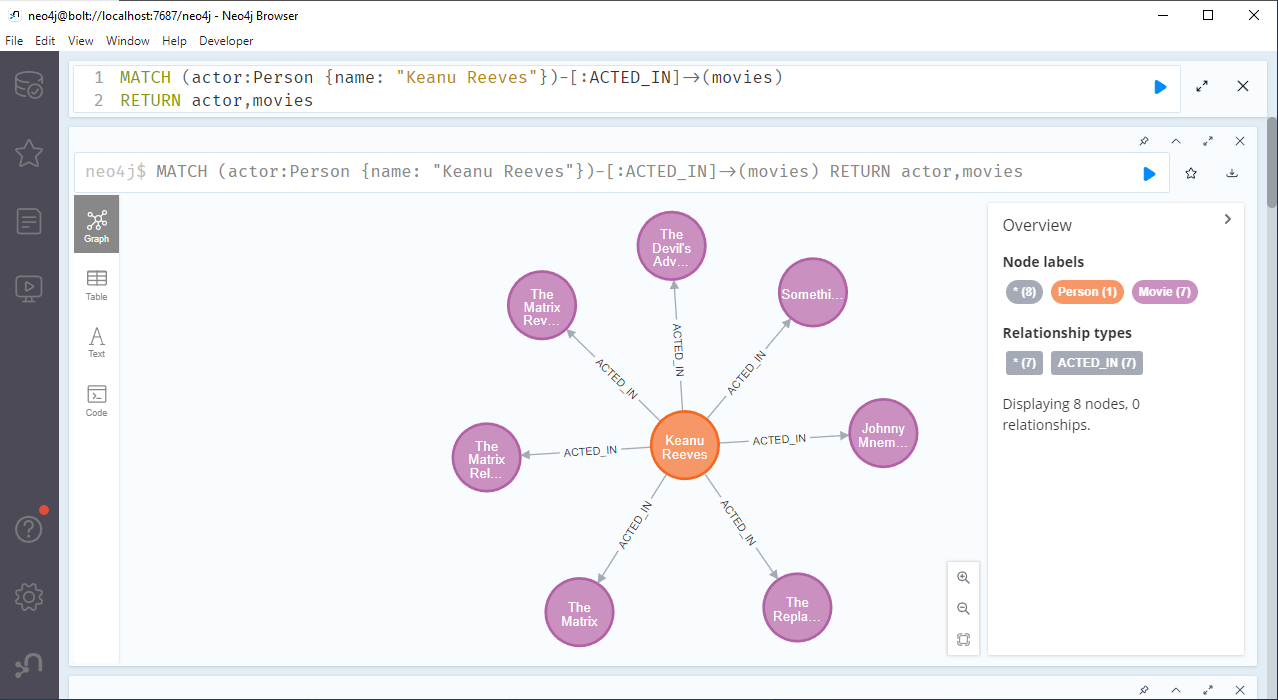 neo4j@bolt://localhost:7687/neo4j - Neo4j Browser
File Edit View Window Help Developer
1 MATCH (actor:Person {name: "Keanu Reeves"})-[:ACTED_IN]->(movies)
2 RETURN actor,movies
neo4j$ MATCH (actor:Person {name: "Keanu Reeves"})-[:ACTED_IN]->(movies) RETURN actor,movies
Graph
Table
Text
Code
The
Devil's
Adv...
The
Matrix
Rev...
Somethi...
ACTED_IN
ACTED_IN
ACTED_IN
Keanu
Reeves
Johnny
Mnem...
ACTED_IN
ACTED_IN
The
Matrix
Rel...
ACTED_IN
ACTED_IN
The
Matrix
The
Repla...
Overview
Node labels
* (8) Person (1) Movie (7)
Relationship types
* (7) ACTED_IN (7)
Displaying 8 nodes, 0
relationships.